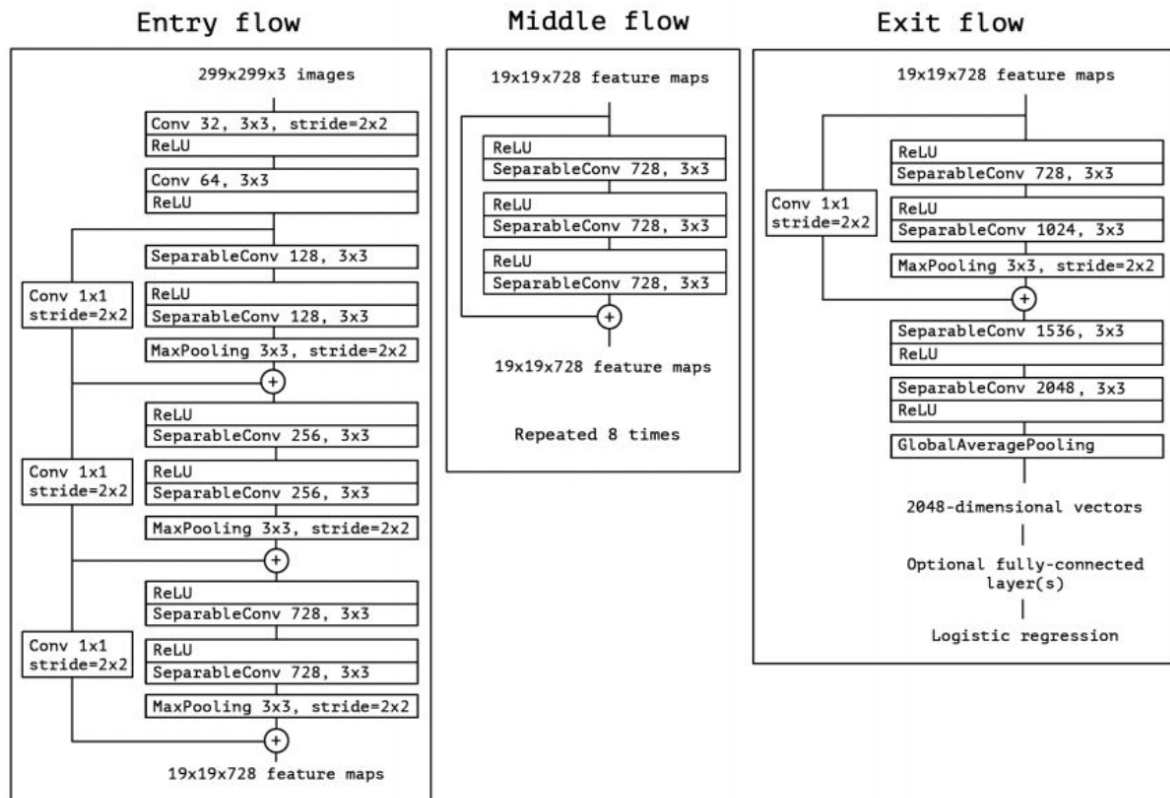 Entry flow
299x299x3 images
Conv 32, 3x3, stride=2x2
ReLU
Conv 64, 3x3
ReLU
SeparableConv 128, 3x3
Conv 1x1
stride=2x2
ReLU
SeparableConv 128, 3x3
MaxPooling 3x3, stride=2x2
+
ReLU
SeparableConv 256, 3x3
Conv 1x1
stride=2x2
ReLU
SeparableConv 256, 3x3
MaxPooling 3x3, stride=2x2
+
ReLU
SeparableConv 728, 3x3
Conv 1x1
stride=2x2
ReLU
SeparableConv 728, 3x3
MaxPooling 3x3, stride=2x2
+
19x19x728 feature maps
Middle flow
19x19x728 feature maps
ReLU
SeparableConv 728, 3x3
ReLU
SeparableConv 728, 3x3
ReLU
SeparableConv 728, 3x3
+
19x19x728 feature maps
Repeated 8 times
Exit flow
19x19x728 feature maps
ReLU
SeparableConv 728, 3x3
Conv 1x1
stride=2x2
ReLU
SeparableConv 1024, 3x3
MaxPooling 3x3, stride=2x2
+
SeparableConv 1536, 3x3
ReLU
SeparableConv 2048, 3x3
ReLU
GlobalAveragePooling
2048-dimensional vectors
Optional fully-connected
layer(s)
Logistic regression